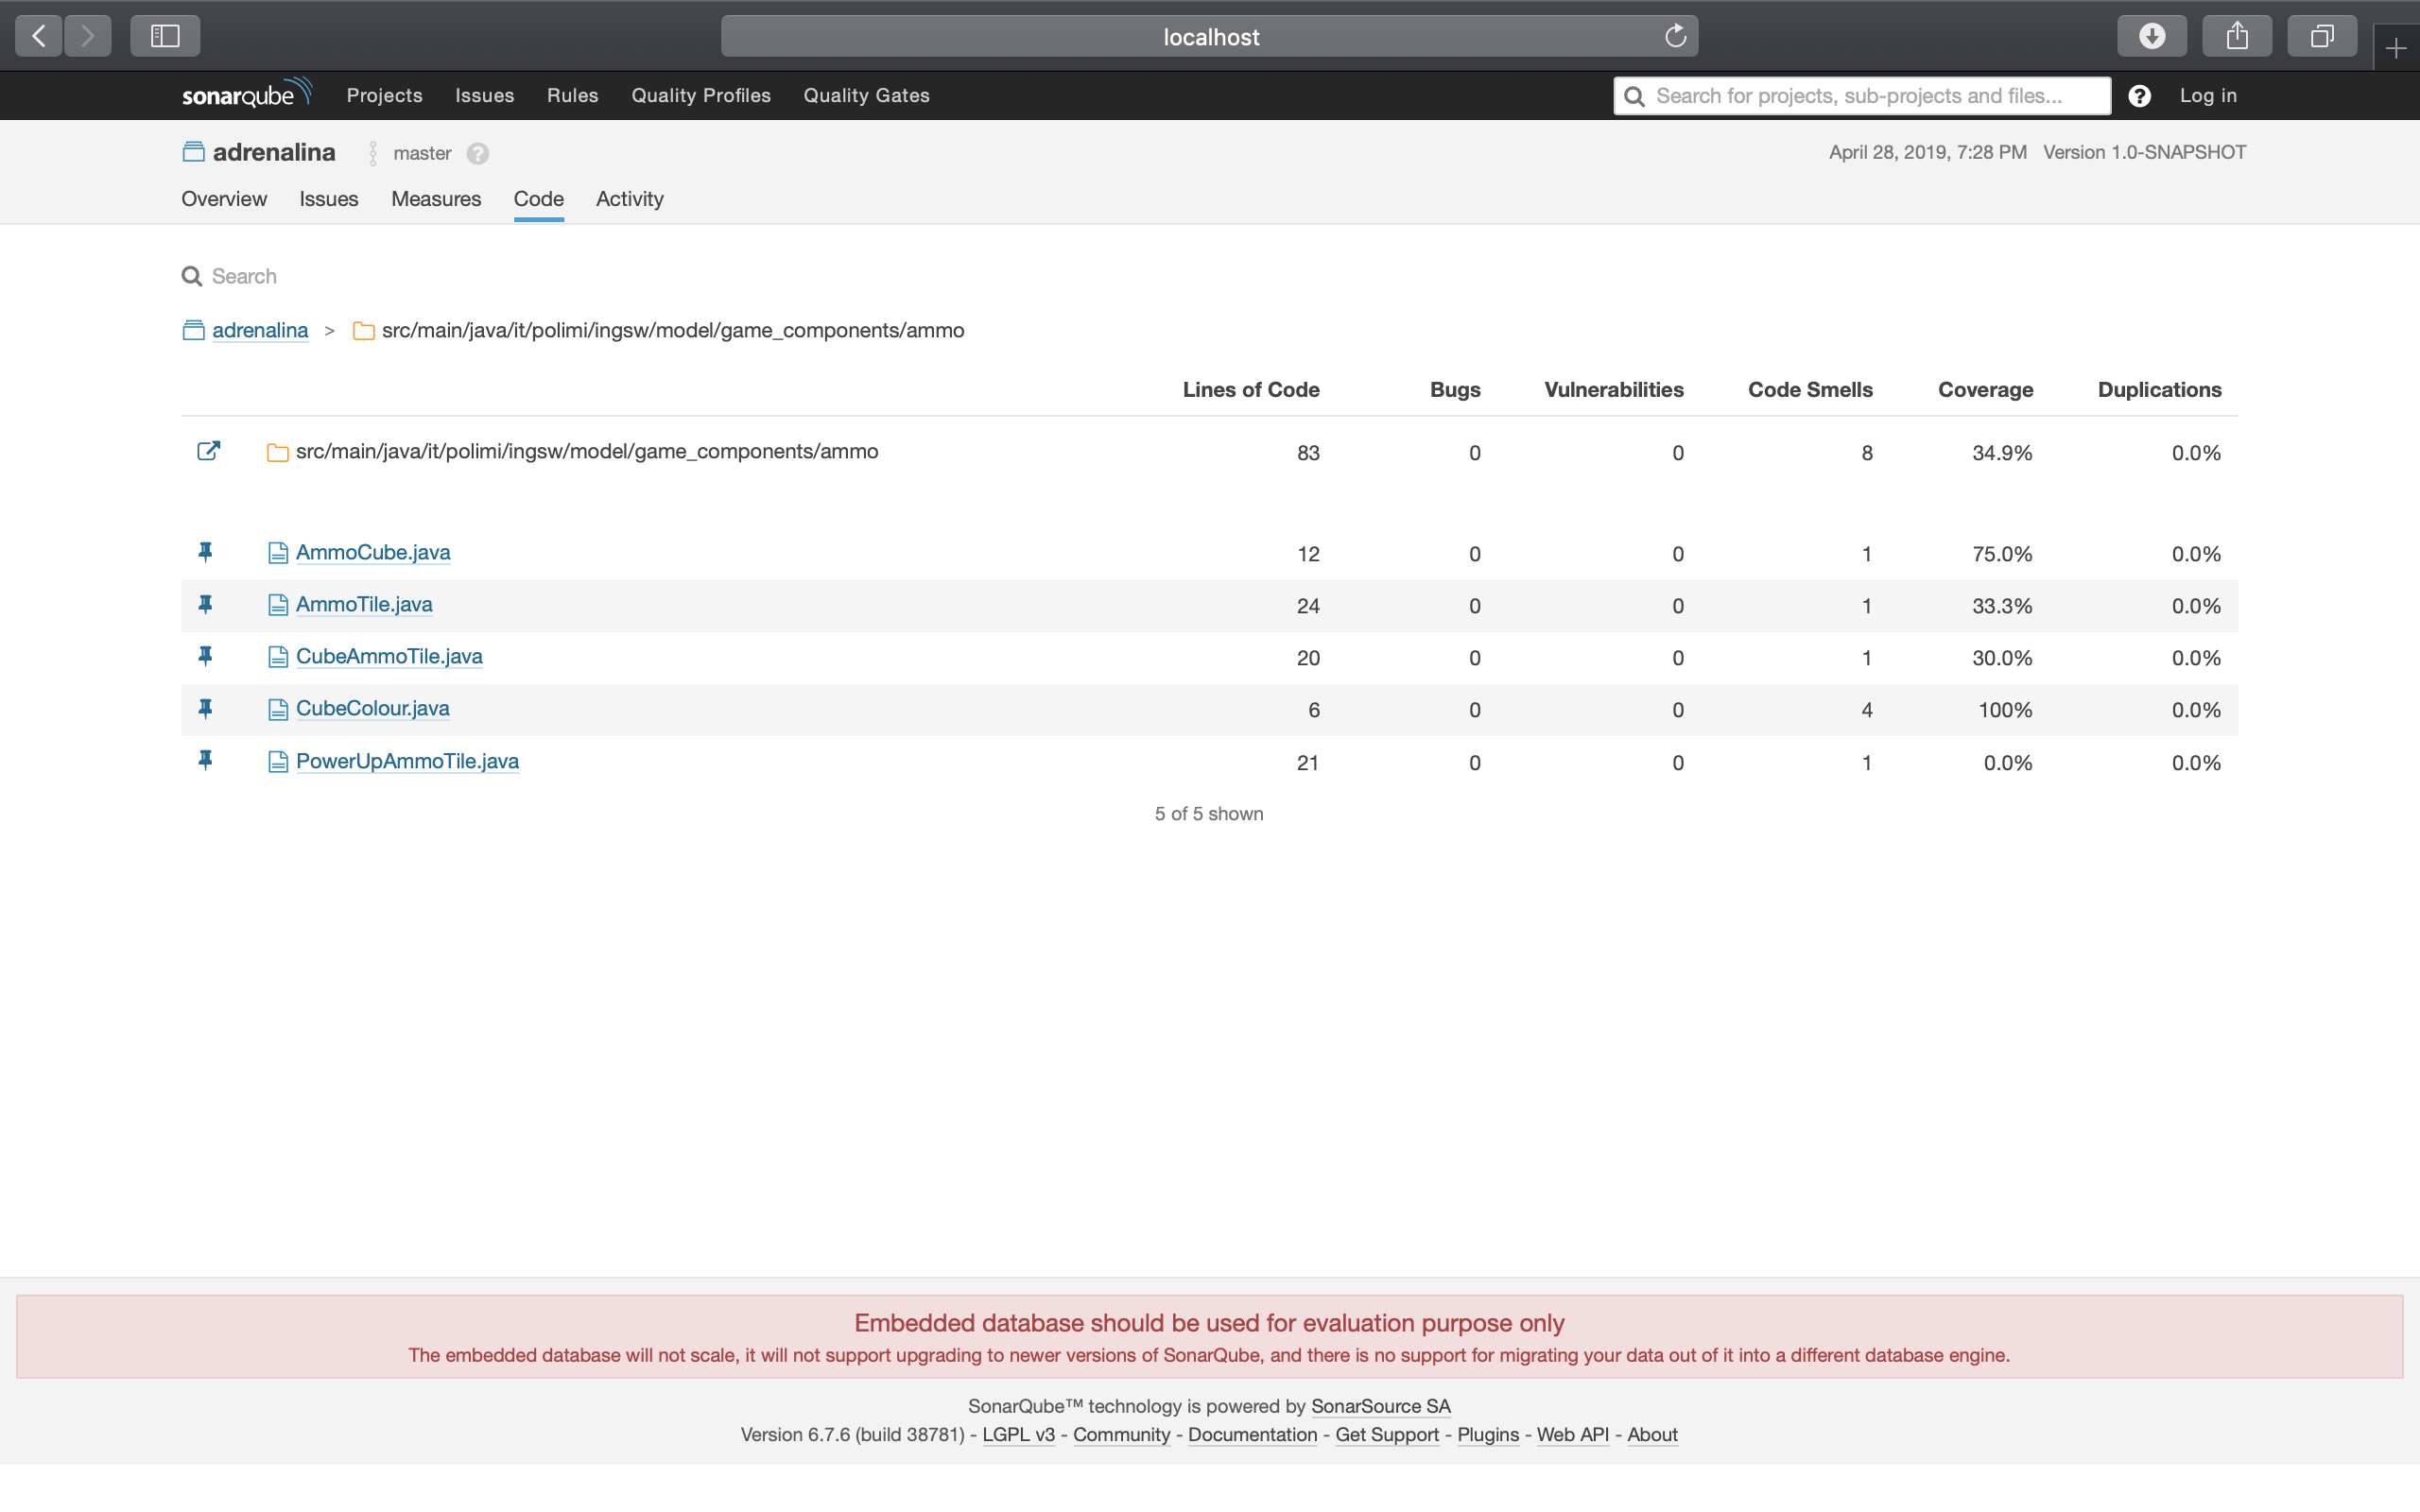 localhost
sonarqube Projects Issues Rules Quality Profiles Quality Gates Search for projects, sub-projects and files... Log in
adrenalina master April 28, 2019, 7:28 PM Version 1.0-SNAPSHOT
Overview Issues Measures Code Activity
Search
adrenalina > src/main/java/it/polimi/ingsw/model/game_components/ammo
Lines of Code Bugs Vulnerabilities Code Smells Coverage Duplications
src/main/java/it/polimi/ingsw/model/game_components/ammo 83 0 0 8 34.9% 0.0%
AmmoCube.java 12 0 0 1 75.0% 0.0%
AmmoTile.java 24 0 0 1 33.3% 0.0%
CubeAmmoTile.java 20 0 0 1 30.0% 0.0%
CubeColour.java 6 0 0 4 100% 0.0%
PowerUpAmmoTile.java 21 0 0 1 0.0% 0.0%
5 of 5 shown
Embedded database should be used for evaluation purpose only
The embedded database will not scale, it will not support upgrading to newer versions of SonarQube, and there is no support for migrating your data out of it into a different database engine.
SonarQube™ technology is powered by SonarSource SA
Version 6.7.6 (build 38781) - LGPL v3 - Community - Documentation - Get Support - Plugins - Web API - About